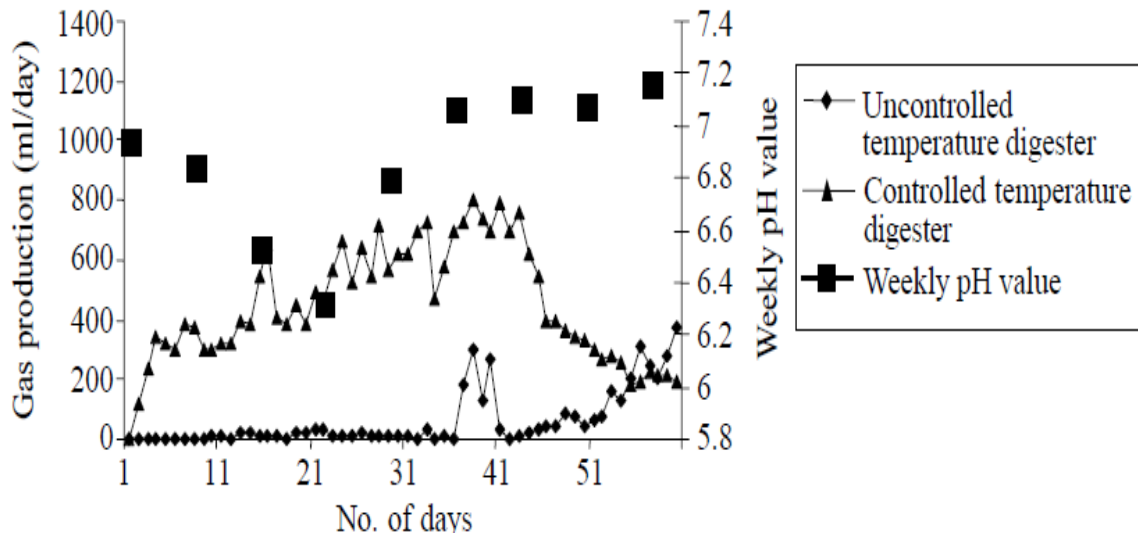 Gas production (ml/day)
1400
1200
1000
800
600
400
200
0
1
11
21
31
41
51
No. of days
7.4
7.2
7
6.8
6.6
6.4
6.2
6
5.8
Weekly pH value
Uncontrolled
temperature digester
Controlled temperature
digester
Weekly pH value